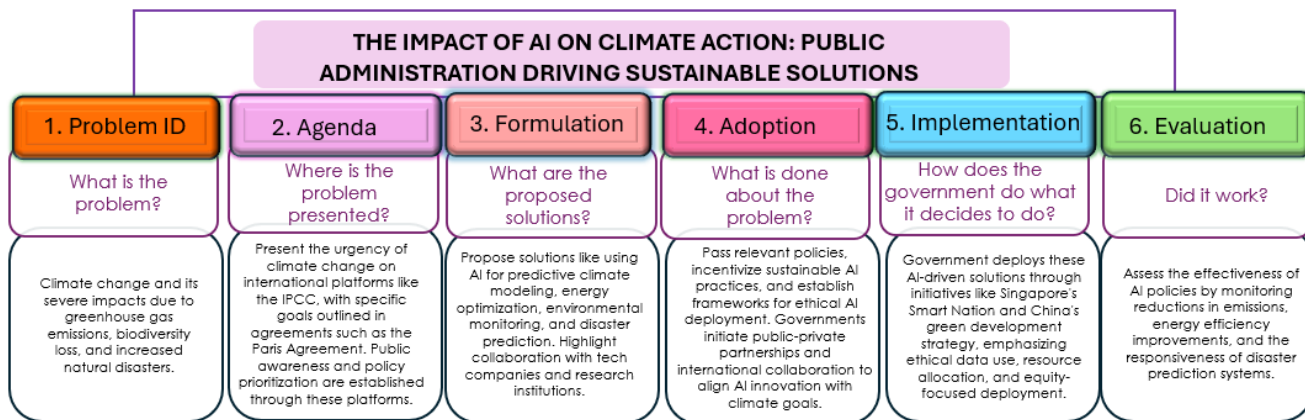 THE IMPACT OF AI ON CLIMATE ACTION: PUBLIC
ADMINISTRATION DRIVING SUSTAINABLE SOLUTIONS
1. Problem ID
What is the
problem?
Climate change and its
severe impacts due to
greenhouse gas
emissions, biodiversity
loss, and increased
natural disasters.
2. Agenda
Where is the
problem
presented?
Present the urgency of
climate change on
international platforms like
the IPCC, with specific
goals outlined in
agreements such as the
Paris Agreement. Public
awareness and policy
prioritization are established
through these platforms.
3. Formulation
What are the
proposed
solutions?
Propose solutions like using
AI for predictive climate
modeling, energy
optimization, environmental
monitoring, and disaster
prediction. Highlight
collaboration with tech
companies and research
institutions.
4. Adoption
What is done
about the
problem?
Pass relevant policies,
incentivize sustainable AI
practices, and establish
frameworks for ethical AI
deployment. Governments
initiate public-private
partnerships and
international collaboration to
align AI innovation with
climate goals.
5. Implementation
How does the
government do what
it decides to do?
Government deploys these
AI-driven solutions through
initiatives like Singapore's
Smart Nation and China's
green development
strategy, emphasizing
ethical data use, resource
allocation, and equity-
focused deployment.
6. Evaluation
Did it work?
Assess the effectiveness of
AI policies by monitoring
reductions in emissions,
energy efficiency
improvements, and the
responsiveness of disaster
prediction systems.